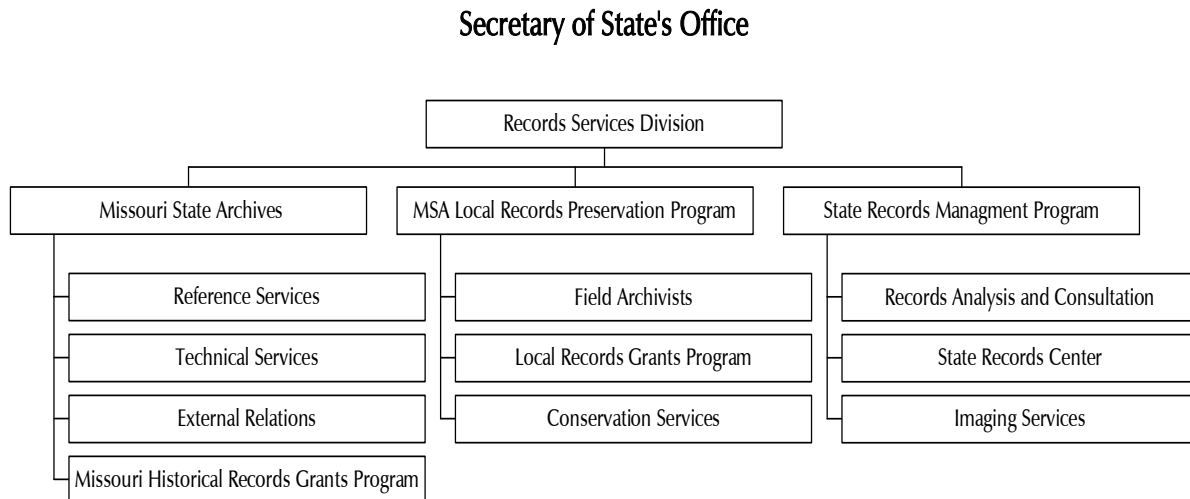 Secretary of State's Office
Records Services Division
Missouri State Archives
MSA Local Records Preservation Program
State Records Managment Program
Reference Services
Field Archivists
Records Analysis and Consultation
Technical Services
Local Records Grants Program
State Records Center
External Relations
Conservation Services
Imaging Services
Missouri Historical Records Grants Program